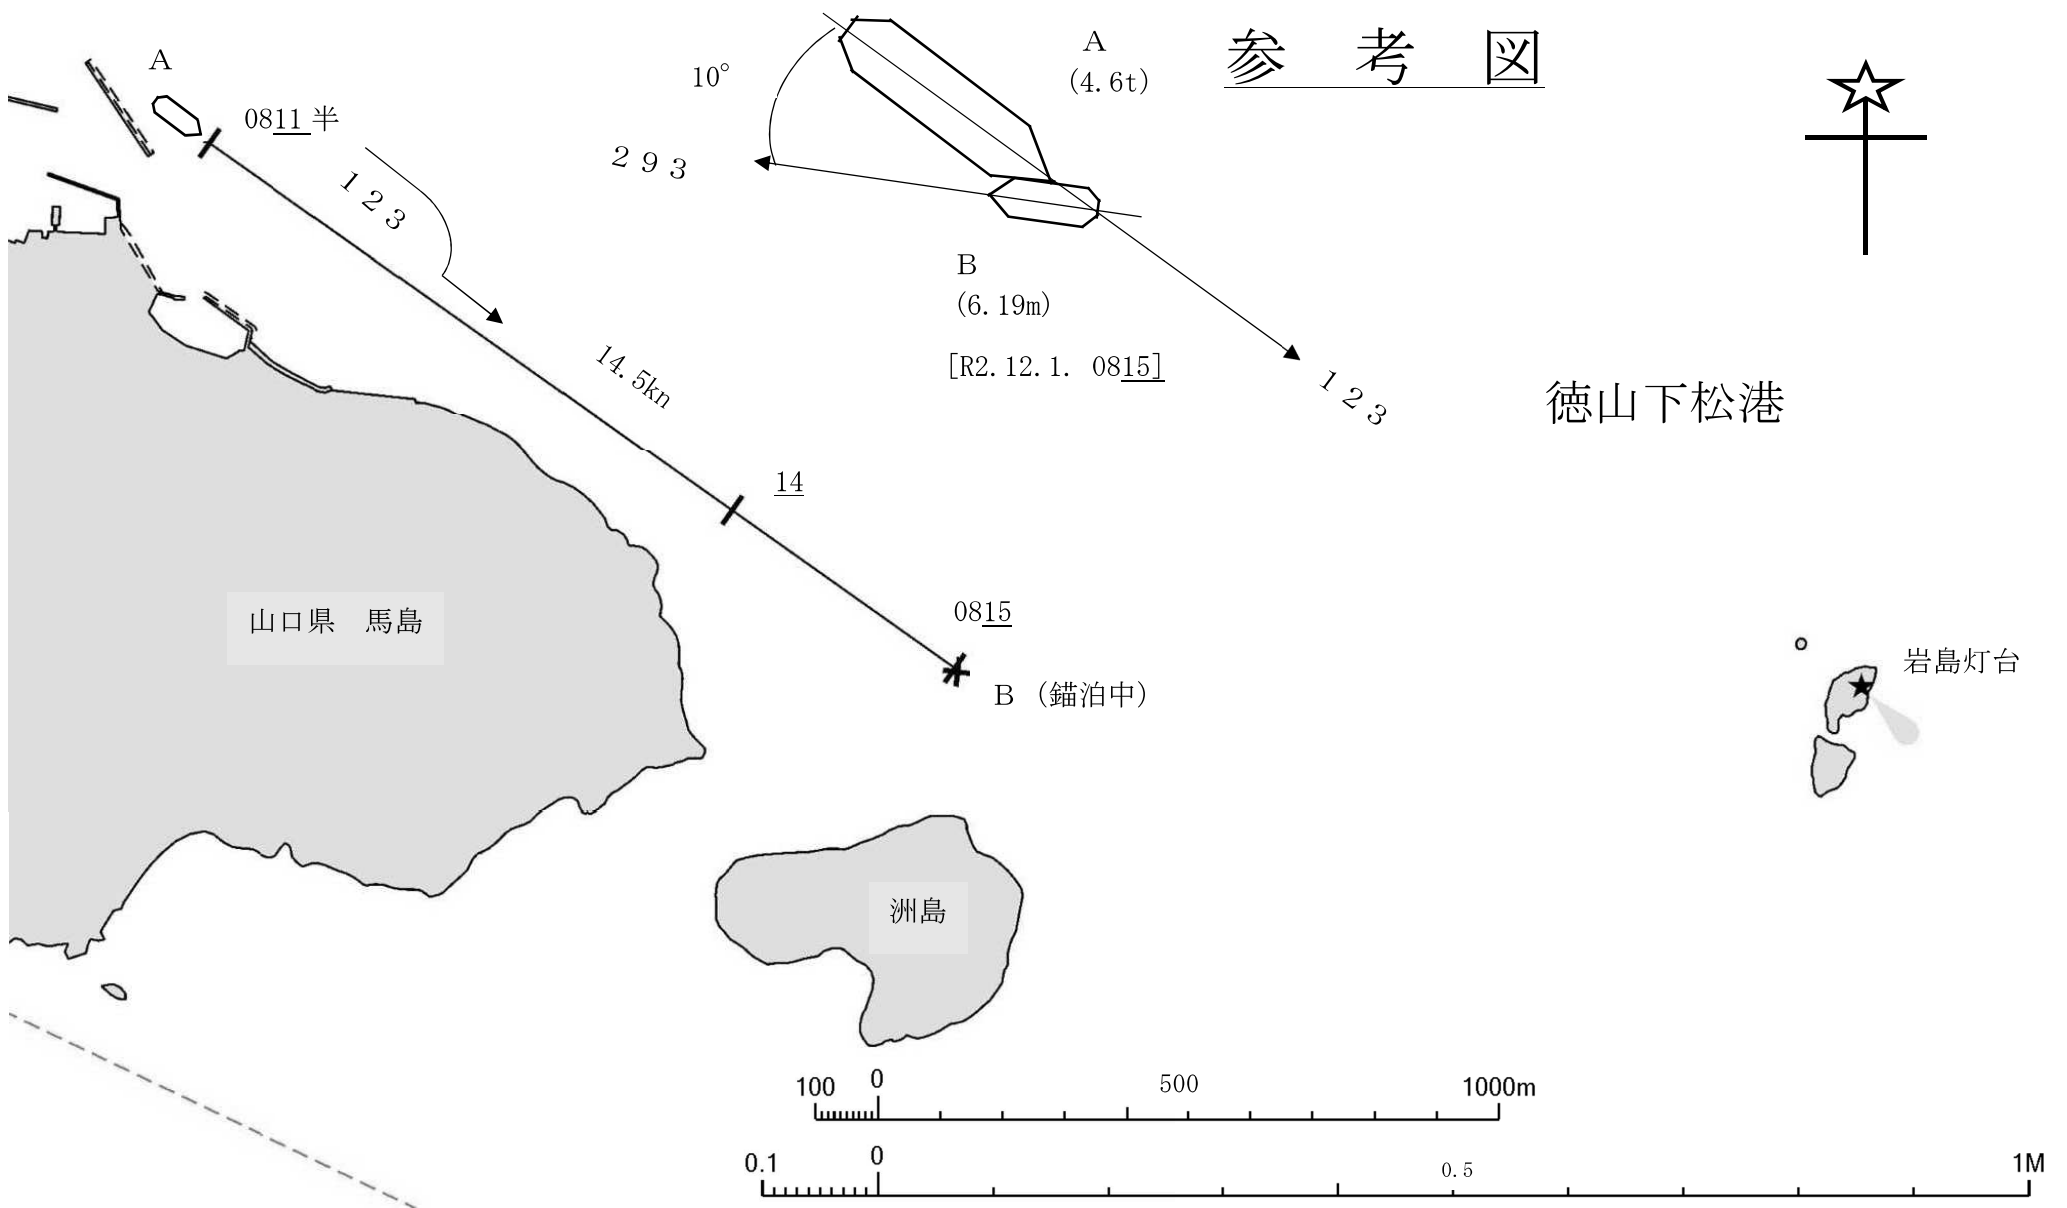 参　考　図
A
0811半
123
14.5kn
14
0815
B（錨泊中）
10°
293
A
(4.6t)
B
(6.19m)
[R2.12.1. 0815]
123
徳山下松港
山口県　馬島
洲島
岩島灯台
100 0 500 1000m
0.1 0 0.5 1M